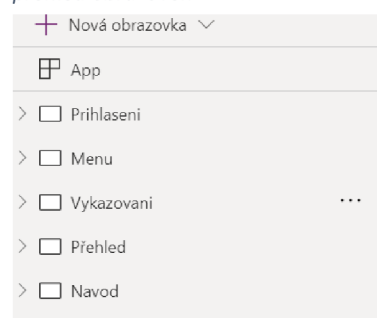 Nová obrazovka
App
Prihlaseni
Menu
Vykazovani
Přehled
Navod